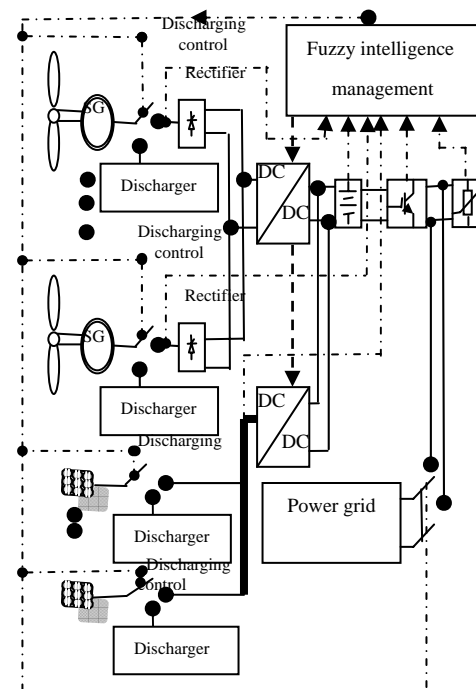 Discharging
control
Fuzzy intelligence
management
Rectifier
SG
Discharger
DC
DC
Discharging
control
Rectifier
SG
Discharger
DC
DC
Discharging
Power grid
Discharger
Discharging
control
Discharger